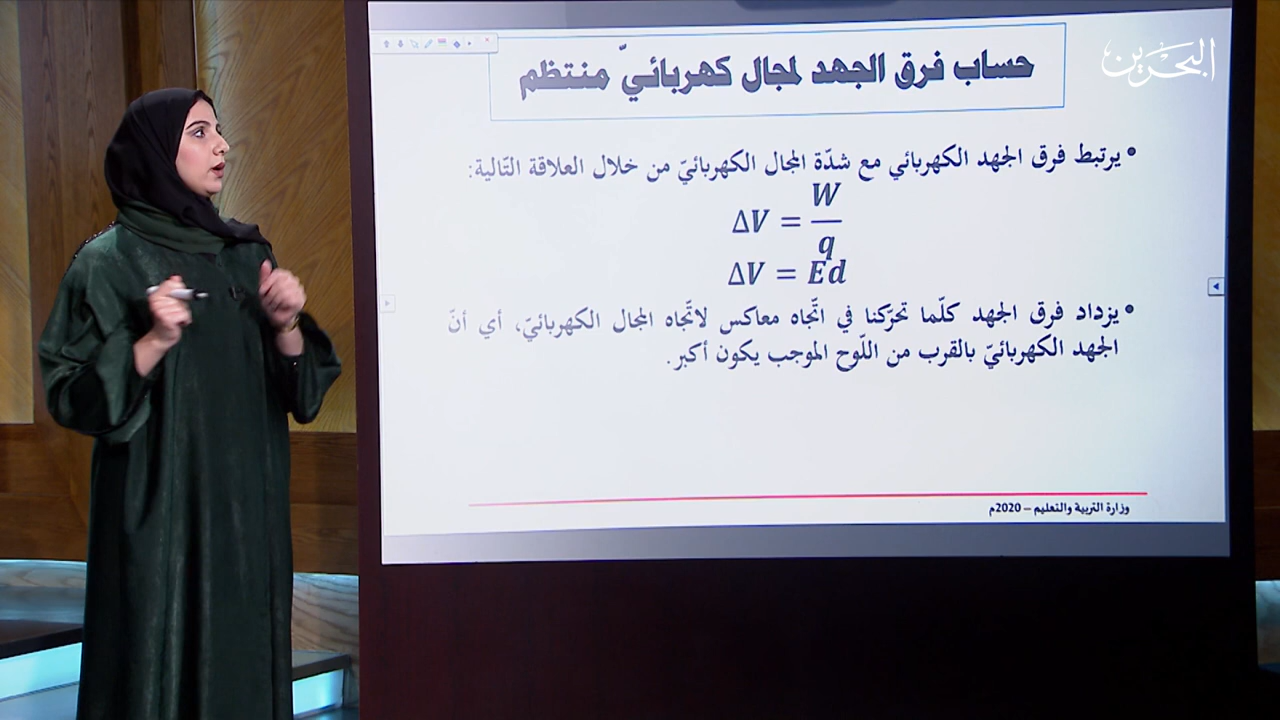 البحرين
حساب فرق الجهد لمجال كهربائيّ منتظم
• يرتبط فرق الجهد الكهربائي مع شدّة المجال الكهربائيّ من خلال العلاقة التّالية:
ΔV = W/q
ΔV = Ed
• يزداد فرق الجهد كلّما تحرّكنا في اتّجاه معاكس لاتّجاه المجال الكهربائيّ، أي أنّ
الجهد الكهربائيّ بالقرب من اللّوح الموجب يكون أكبر.
وزارة التربية والتعليم – 2020م